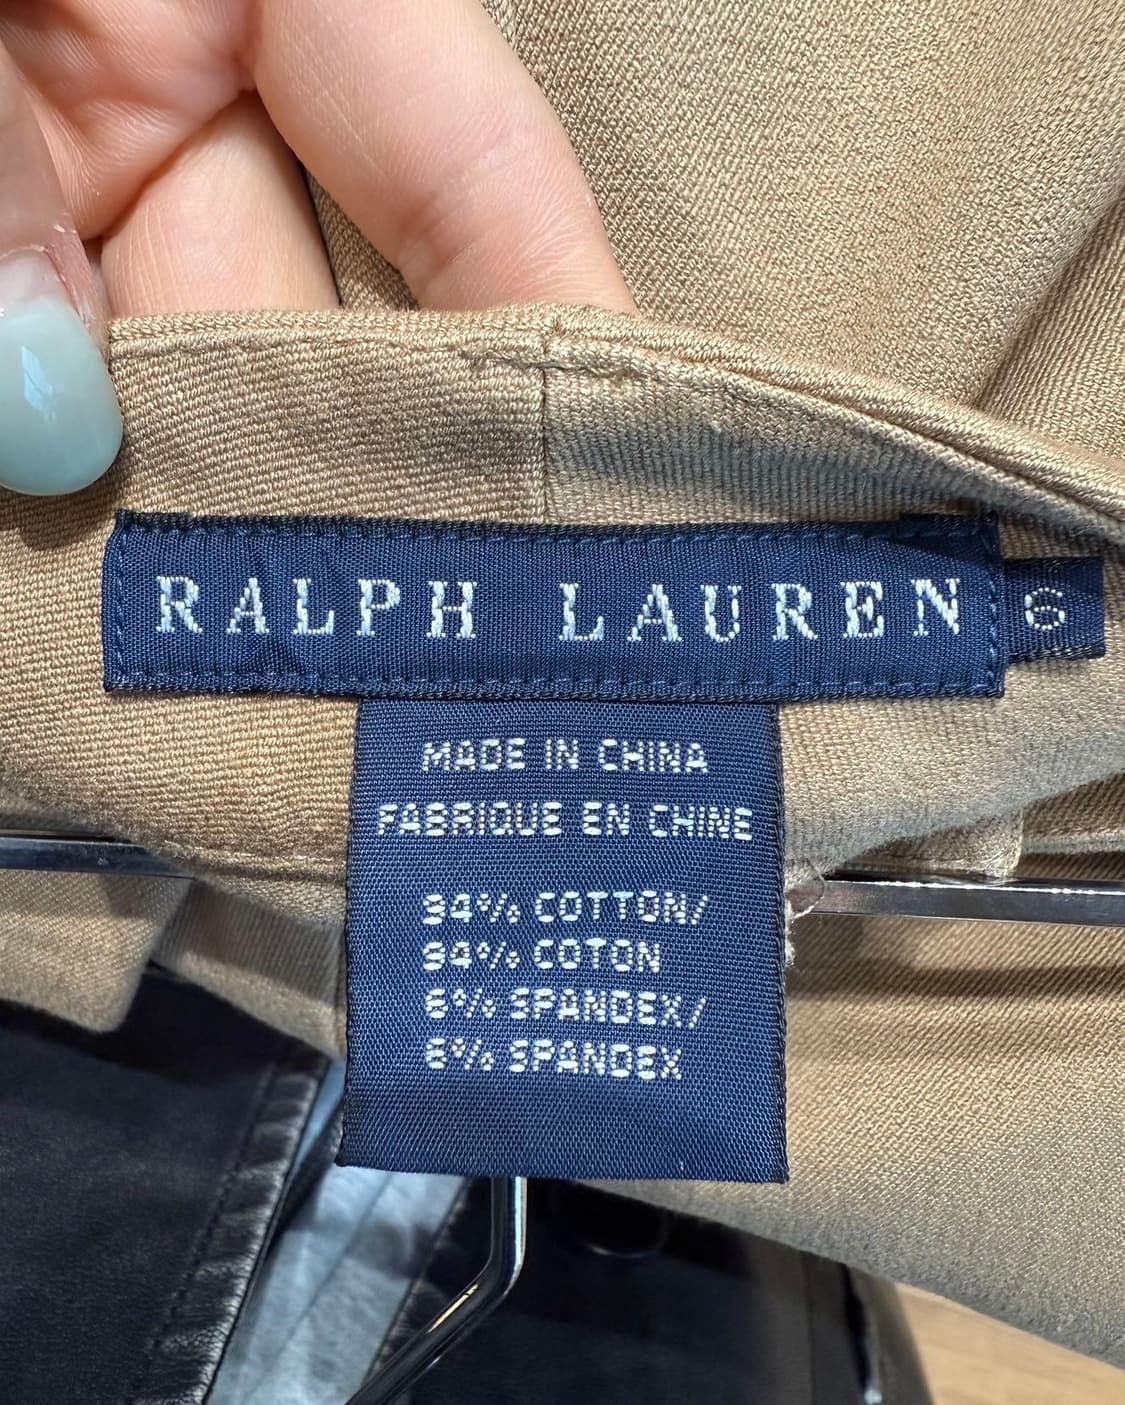 RALPH LAUREN 6
MADE IN CHINA
FABRIQUE EN CHINE
94% COTTON/
94% COTON
6% SPANDEX/
6% SPANDEX